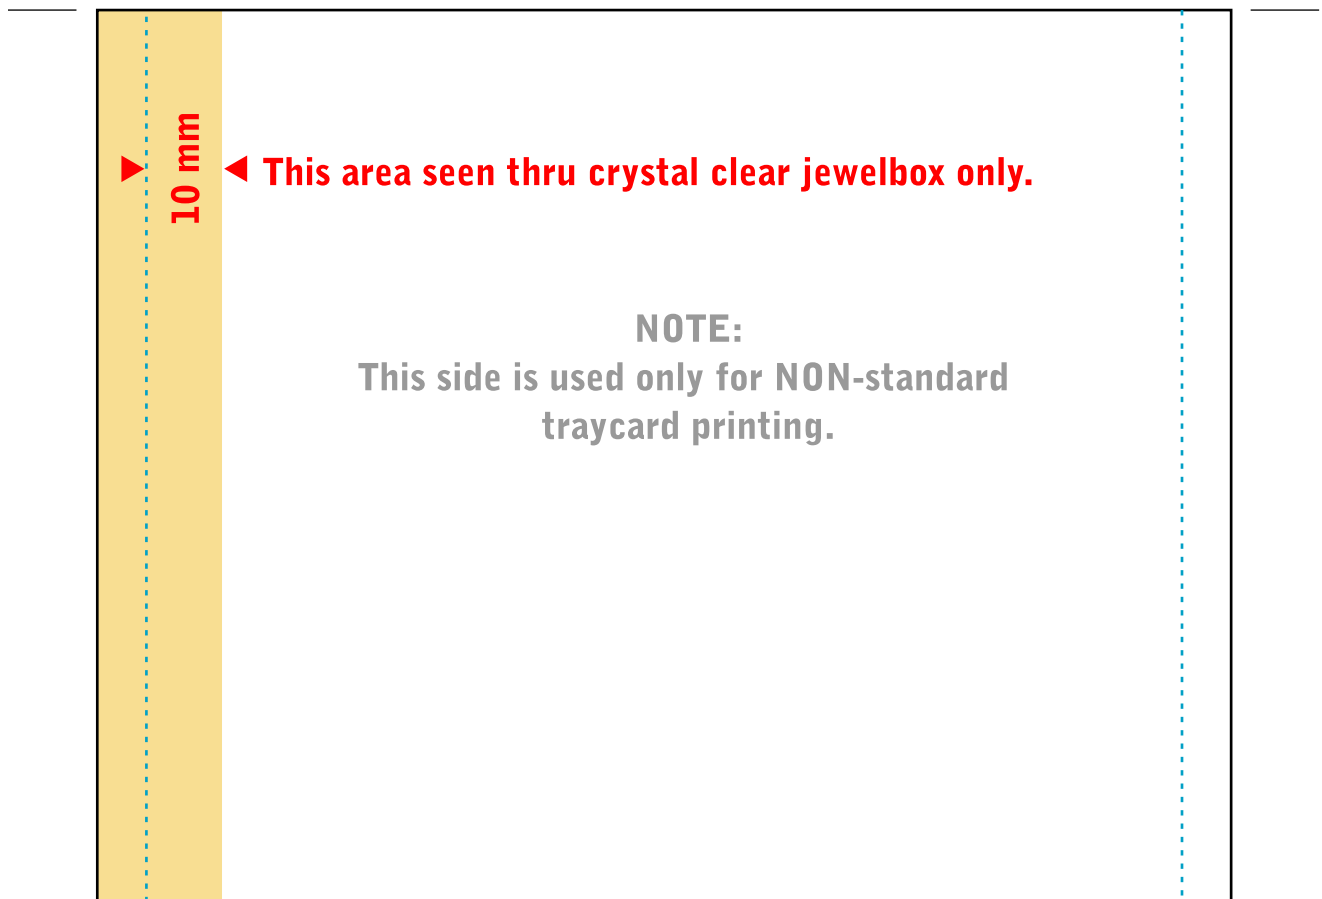 10 mm
This area seen thru crystal clear jewelbox only.
NOTE:
This side is used only for NON-standard
traycard printing.